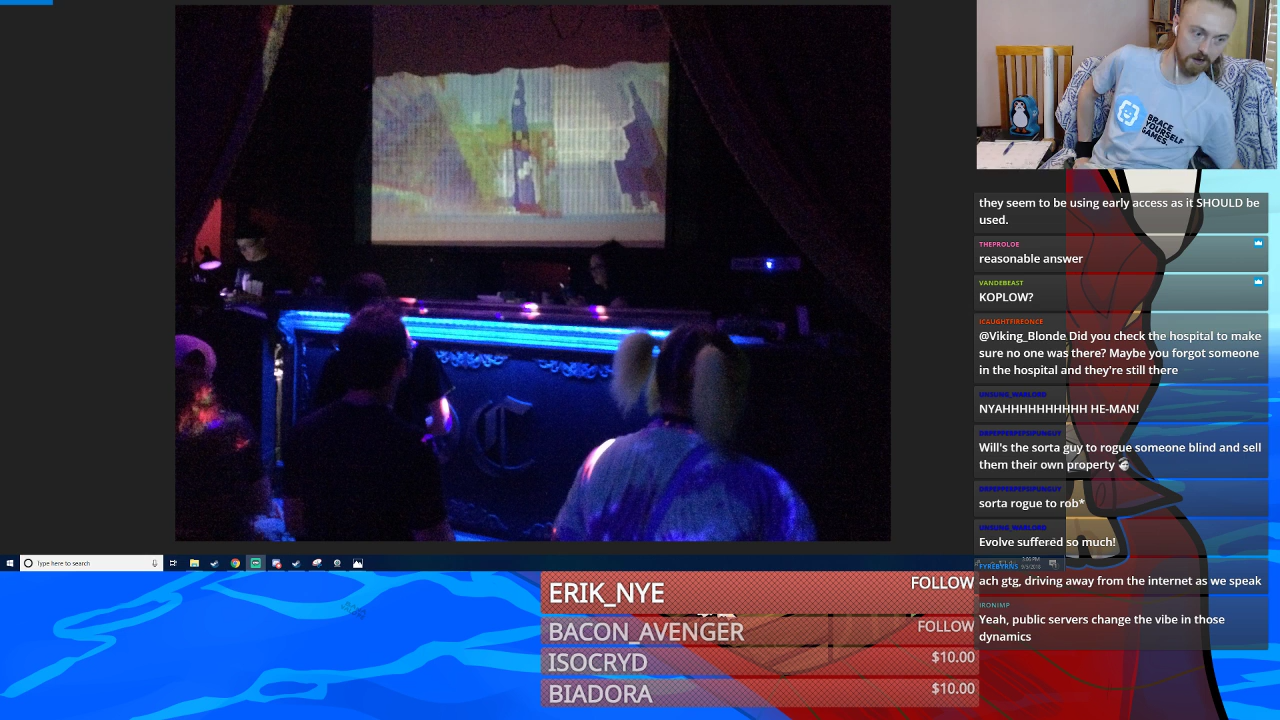 BRACE
YOURSELF
GAMES.
they seem to be using early access as it SHOULD be
used.
THEPROLOE
reasonable answer
VANDEBEAST
KOPLOW?
ICAUGHTFIREONCE
@Viking_Blonde Did you check the hospital to make
sure no one was there? Maybe you forgot someone
in the hospital and they're still there
UNSUNG_WARLORD
NYAHHHHHHHHHH HE-MAN!
Will's the sorta guy to rogue someone blind and sell
them their own property
sorta rogue to rob*
UNSUNG_WARLORD
Evolve suffered so much!
FYREBYRNS
ach gtg, driving away from the internet as we speak
IRONIMP
Yeah, public servers change the vibe in those
dynamics
C
Type here to search
ERIK_NYE FOLLOW
BACON_AVENGER FOLLOW
ISOCRYD $10.00
BIADORA $10.00